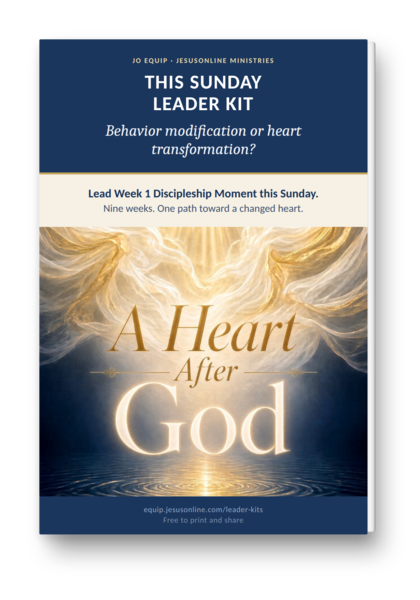 JO EQUIP · JESUSONLINE MINISTRIES
THIS SUNDAY
LEADER KIT
Behavior modification or heart
transformation?
Lead Week 1 Discipleship Moment this Sunday.
Nine weeks. One path toward a changed heart.
A Heart
After
God
equip.jesusonline.com/leader-kits
Free to print and share